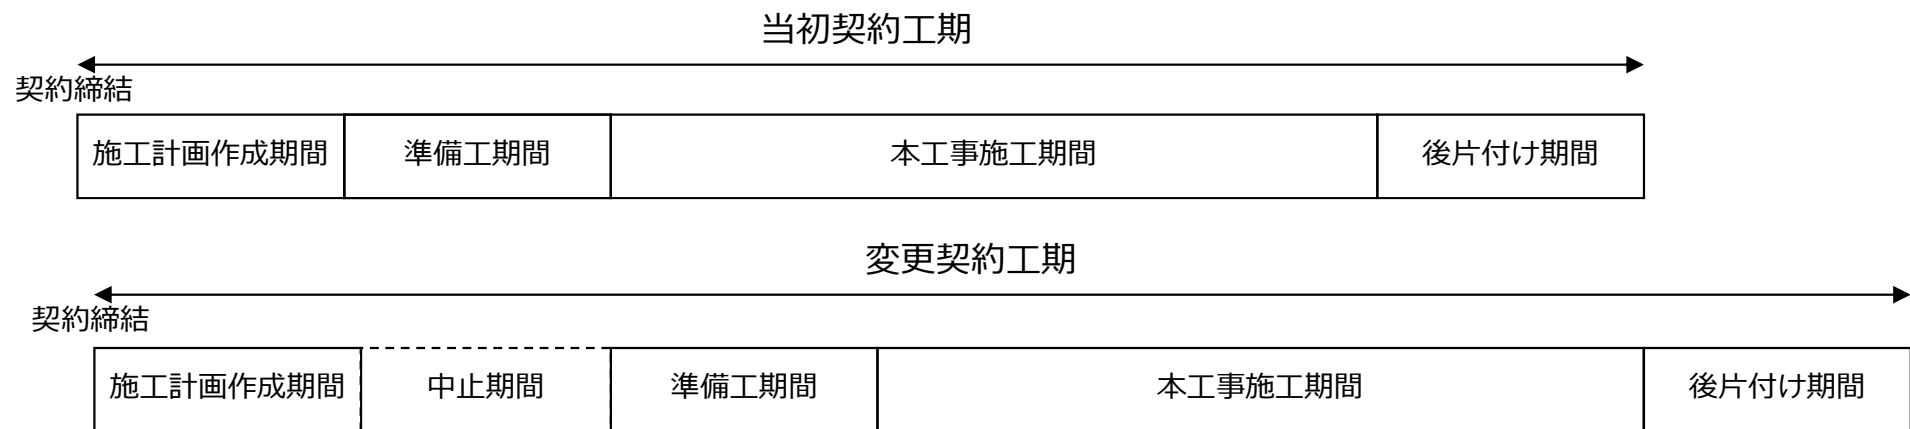 当初契約工期
契約締結
施工計画作成期間 準備工期間 本工事施工期間 後片付け期間
変更契約工期
契約締結
施工計画作成期間 中止期間 準備工期間 本工事施工期間 後片付け期間